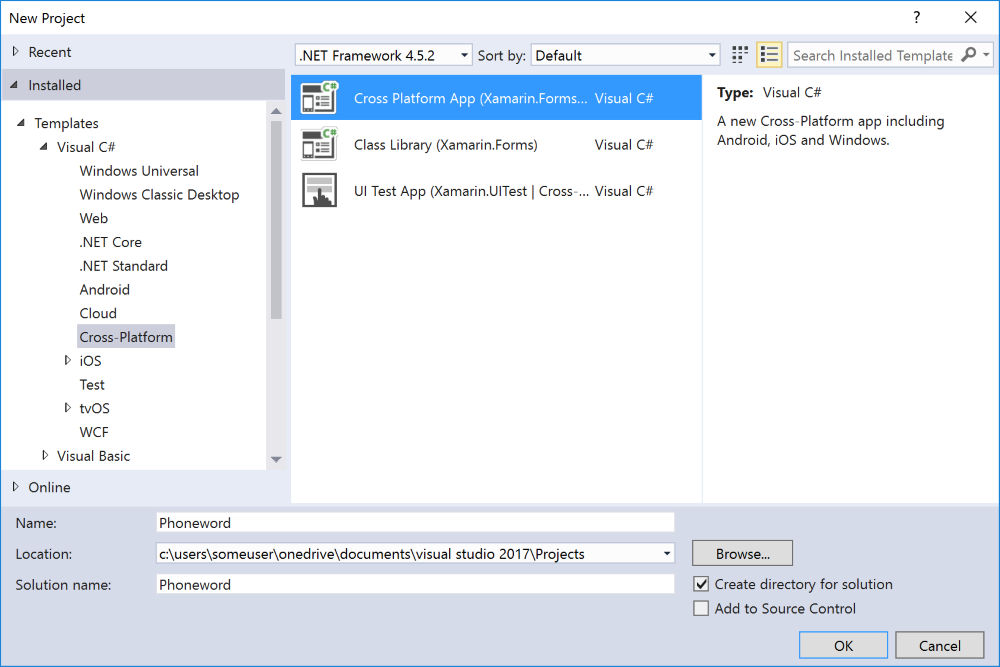 New Project
?
Recent
.NET Framework 4.5.2 Sort by: Default Search Installed Template
Installed
Templates
Visual C#
Windows Universal
Windows Classic Desktop
Web
.NET Core
.NET Standard
Android
Cloud
Cross-Platform
iOS
Test
tvOS
WCF
Visual Basic
Online
Cross Platform App (Xamarin.Forms... Visual C#
Class Library (Xamarin.Forms) Visual C#
UI Test App (Xamarin.UITest | Cross-... Visual C#
Type: Visual C#
A new Cross-Platform app including
Android, iOS and Windows.
Name: Phoneword
Location: c:\users\someuser\onedrive\documents\visual studio 2017\Projects Browse...
Solution name: Phoneword
Create directory for solution
Add to Source Control
OK Cancel